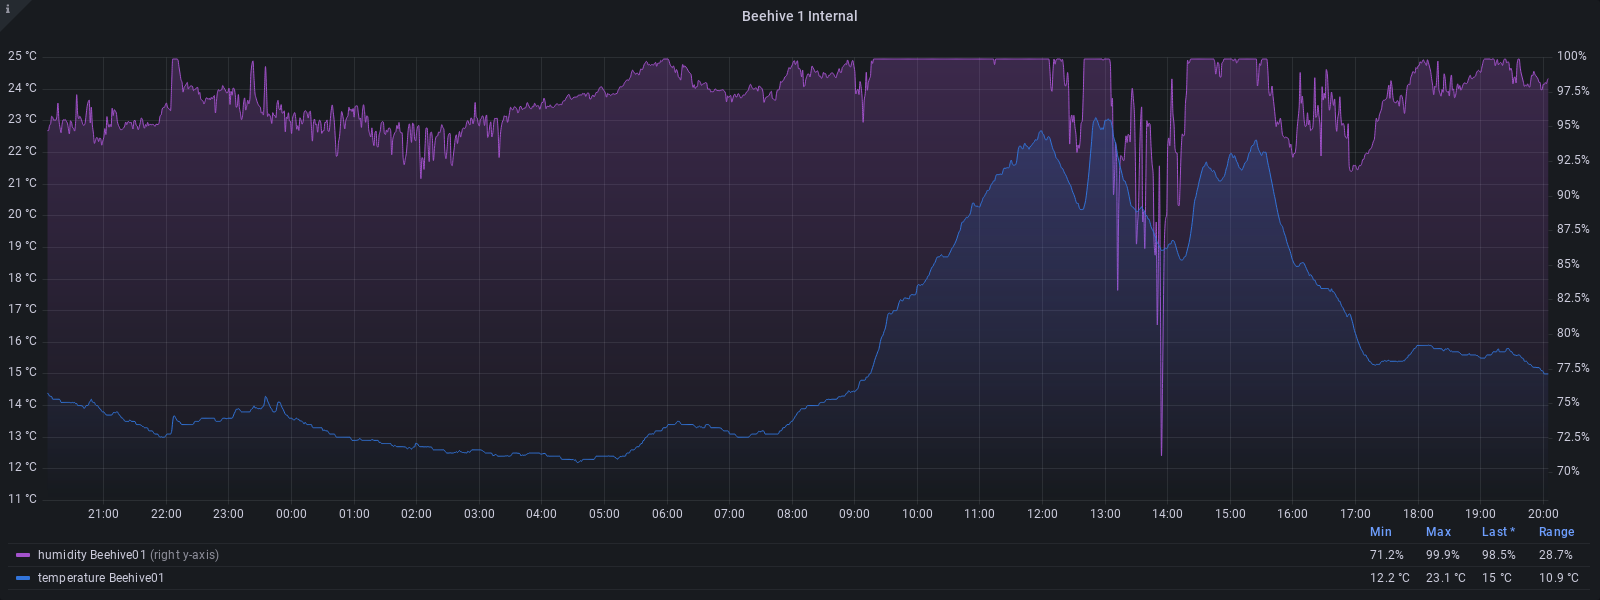 i
Beehive 1 Internal
25 °C
24 °C
23 °C
22 °C
21 °C
20 °C
19 °C
18 °C
17 °C
16 °C
15 °C
14 °C
13 °C
12 °C
11 °C
100%
97.5%
95%
92.5%
90%
87.5%
85%
82.5%
80%
77.5%
75%
72.5%
70%
21:00 22:00 23:00 00:00 01:00 02:00 03:00 04:00 05:00 06:00 07:00 08:00 09:00 10:00 11:00 12:00 13:00 14:00 15:00 16:00 17:00 18:00 19:00 20:00
Min Max Last * Range
humidity Beehive01 (right y-axis) 71.2% 99.9% 98.5% 28.7%
temperature Beehive01 12.2 °C 23.1 °C 15 °C 10.9 °C